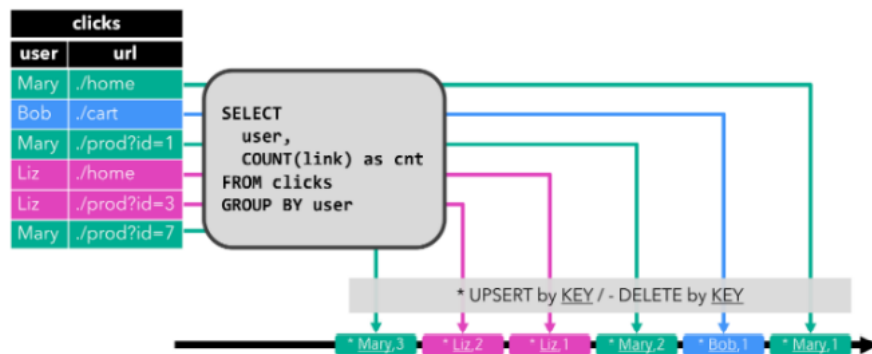 clicks
user url
Mary ./home
Bob ./cart
Mary ./prod?id=1
Liz ./home
Liz ./prod?id=3
Mary ./prod?id=7
SELECT
user,
COUNT(link) as cnt
FROM clicks
GROUP BY user
* UPSERT by KEY / - DELETE by KEY
* Mary,3 * Liz,2 * Liz,1 * Mary,2 * Bob,1 * Mary,1